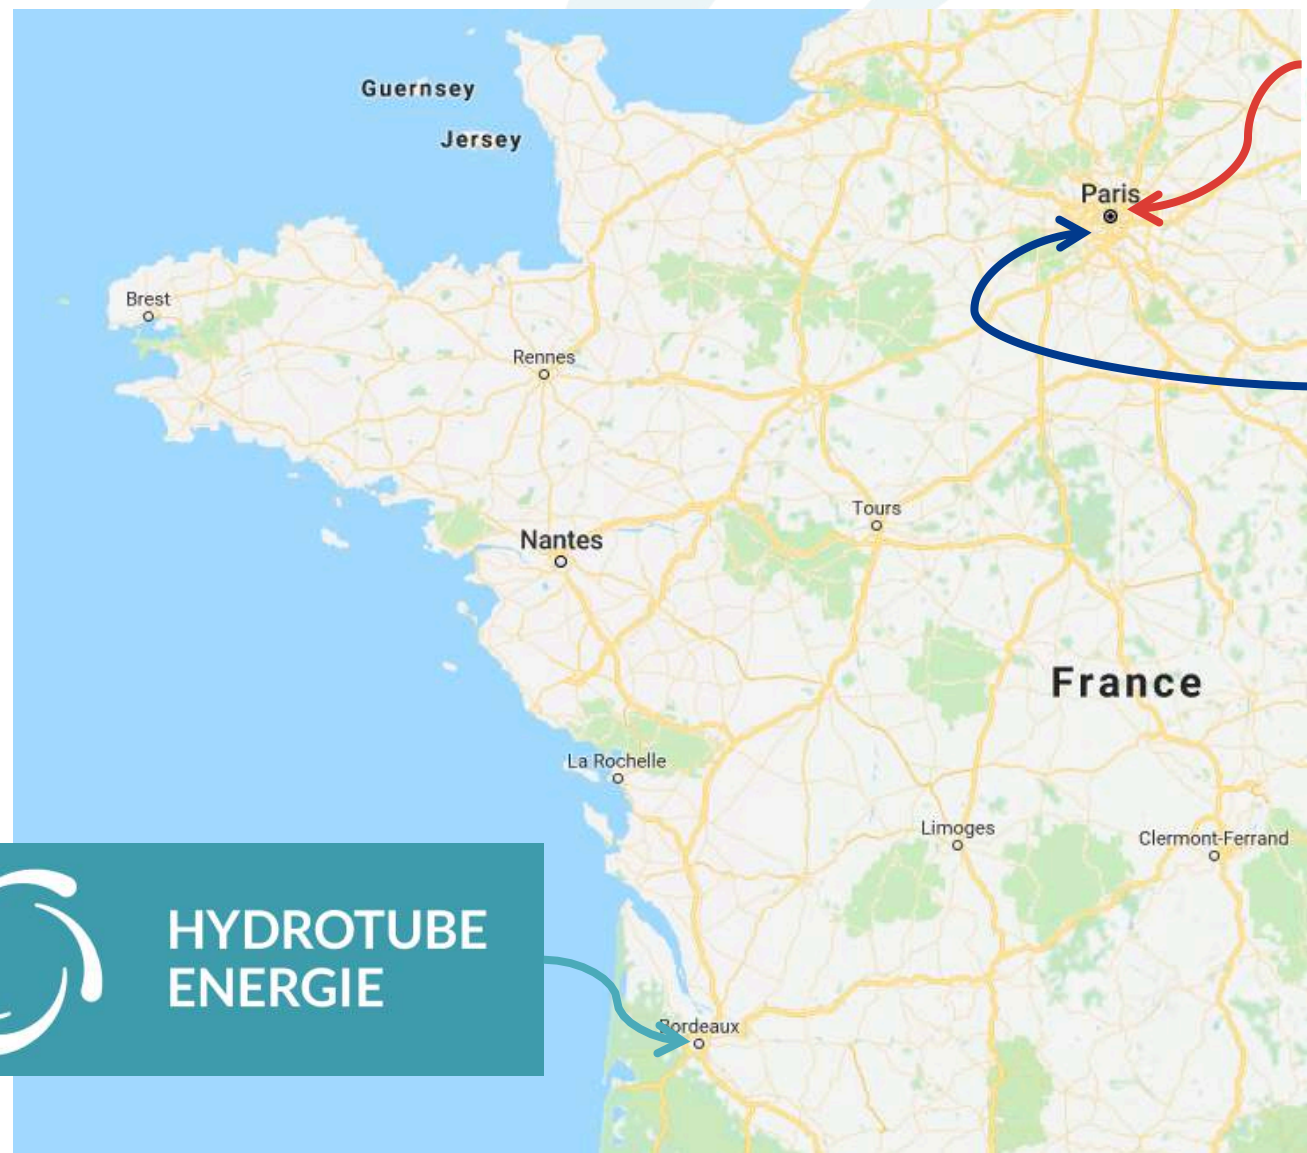 Guernsey
Jersey
Paris
Brest
Rennes
Tours
Nantes
France
La Rochelle
Limoges
Clermont-Ferrand
HYDROTUBE
ENERGIE
Bordeaux